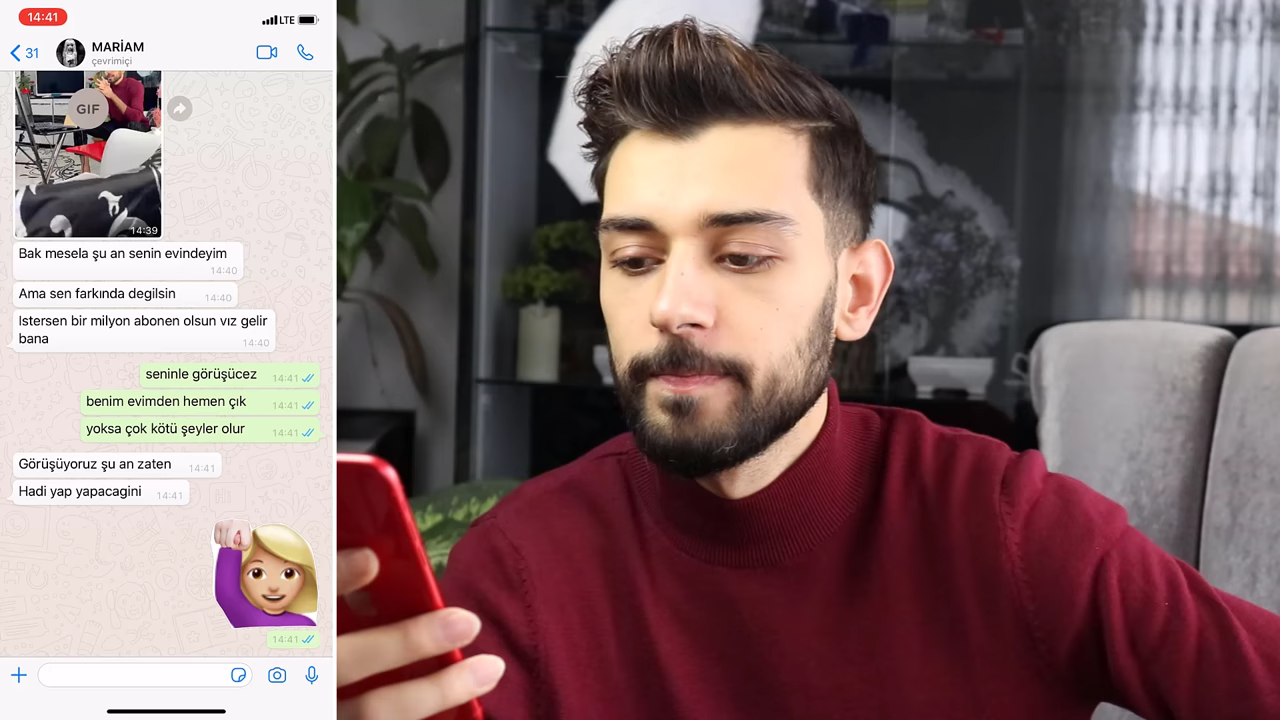 14:41
LTE
31
MARİAM
çevrimiçi
GIF
14:39
Bak mesela şu an senin evindeyim
14:40
Ama sen farkında degilsin
14:40
Istersen bir milyon abonen olsun vız gelir
bana
14:40
seninle görüşücez
14:41
benim evimden hemen çık
14:41
yoksa çok kötü şeyler olur
14:41
Görüşüyoruz şu an zaten
14:41
Hadi yap yapacagini
14:41
14:41